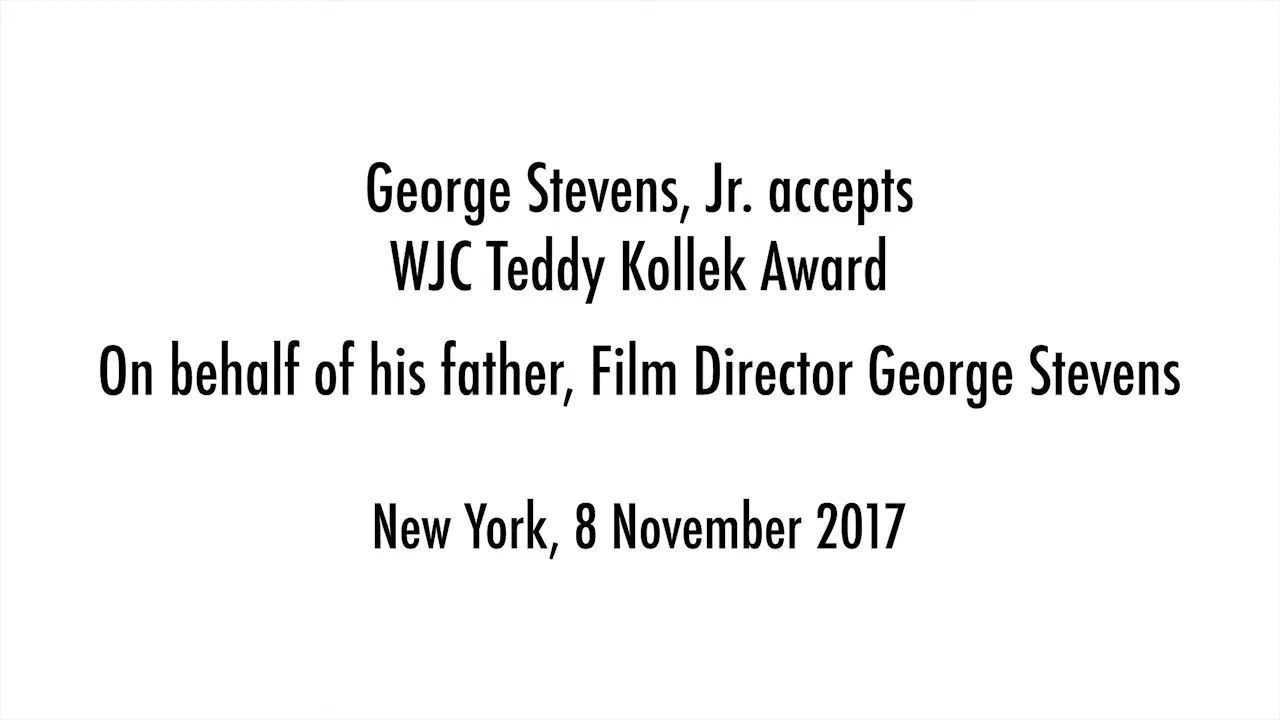 George Stevens, Jr. accepts
WJC Teddy Kollek Award
On behalf of his father, Film Director George Stevens
New York, 8 November 2017